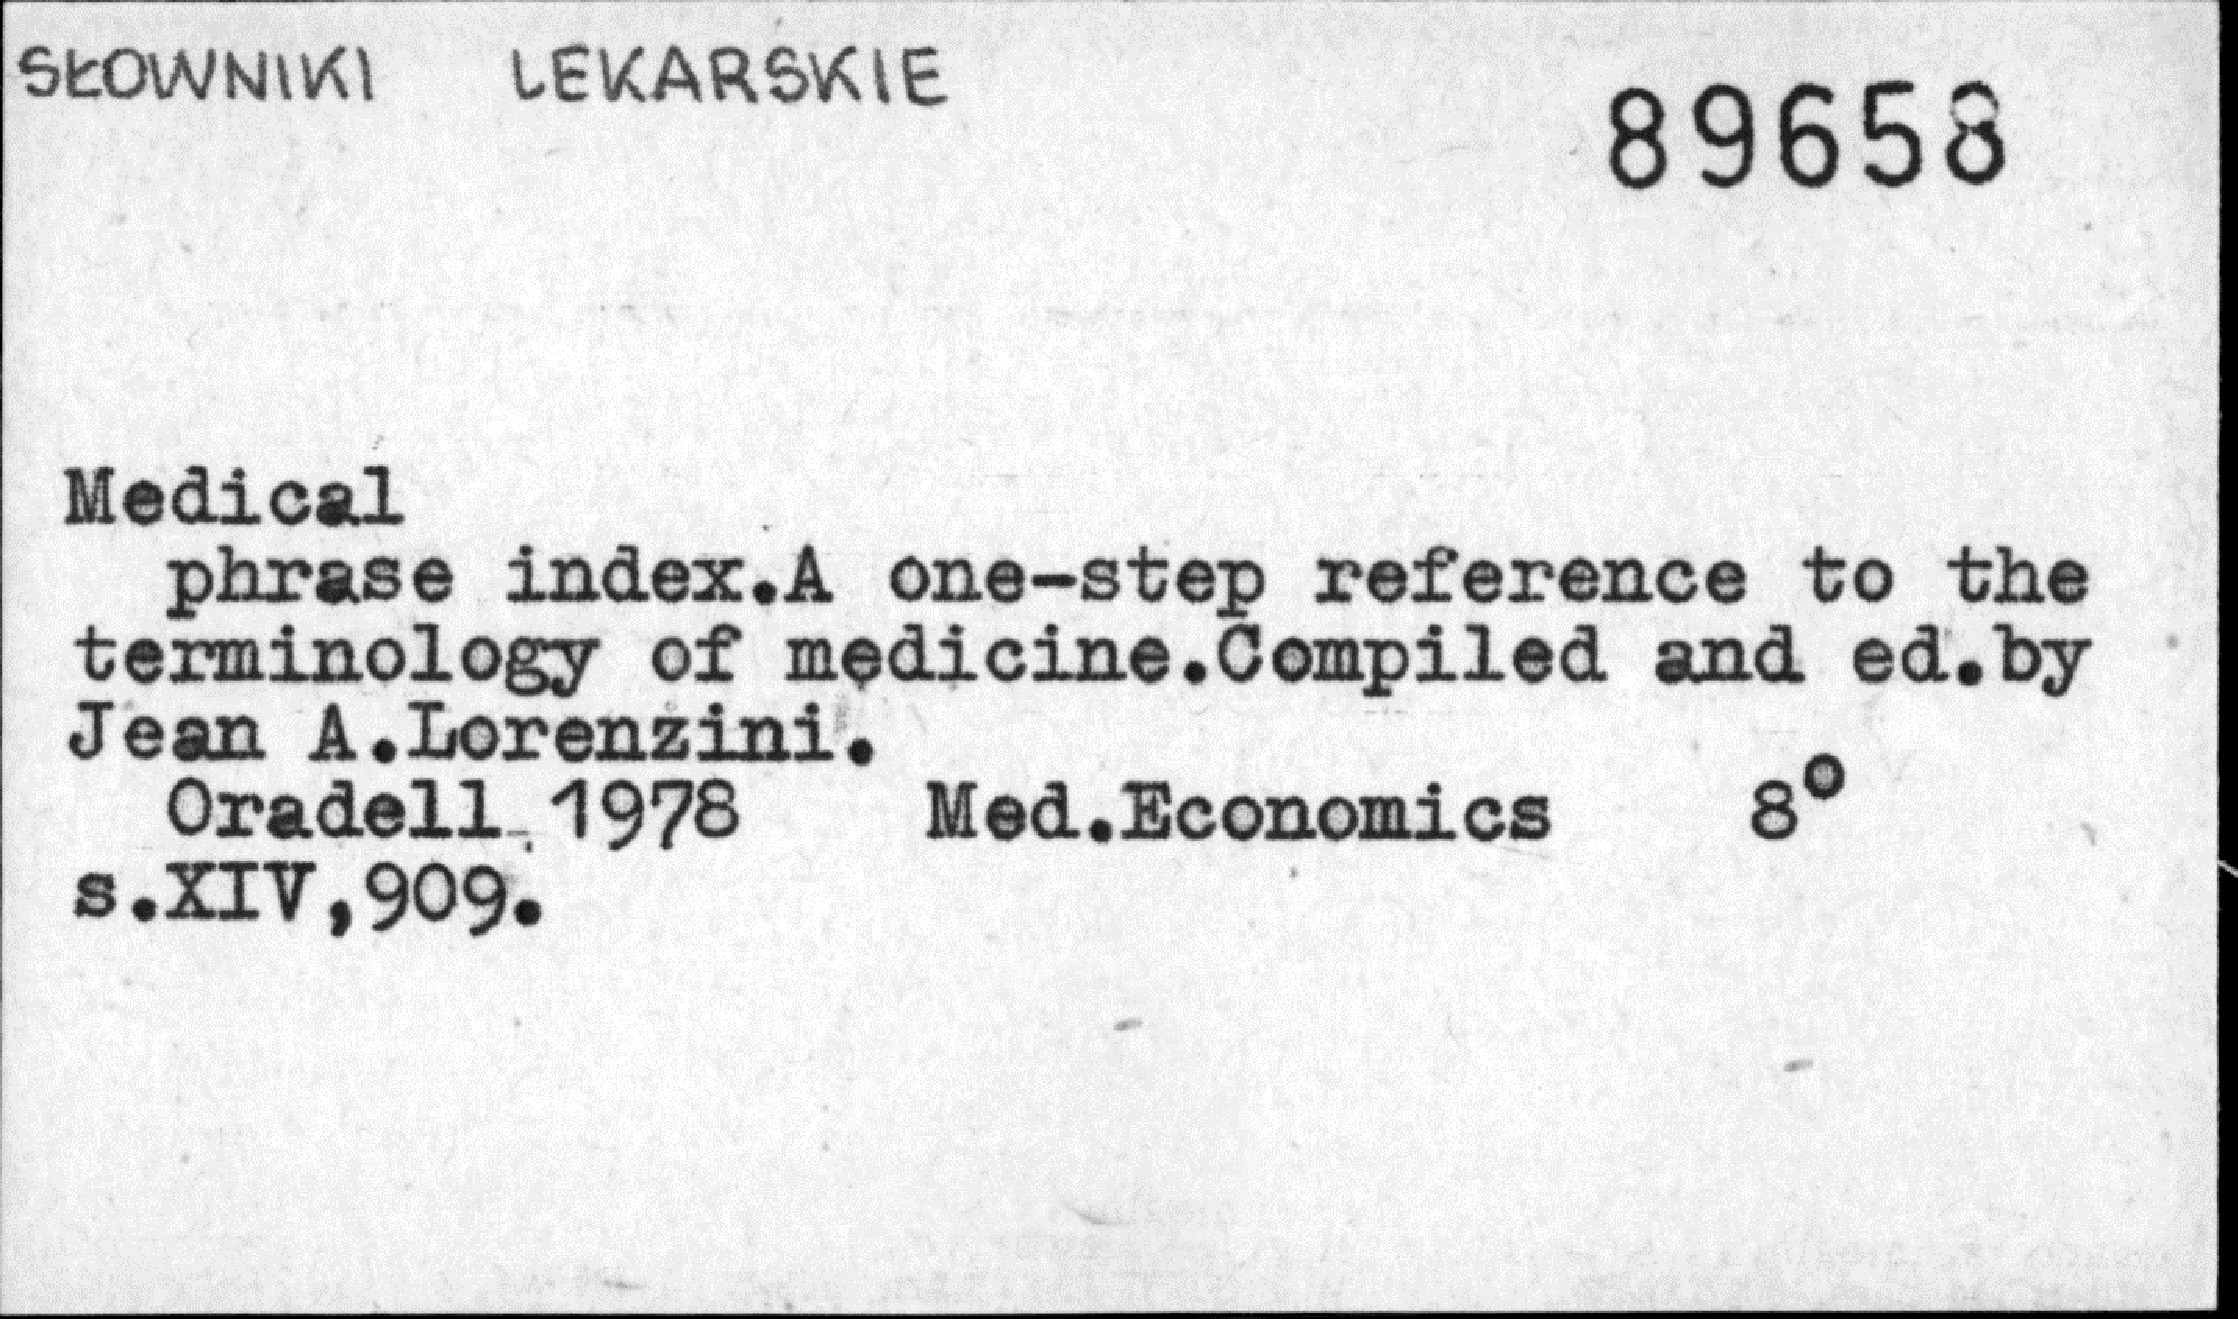 SŁOWNIKI LEKARSKIE
89658
Medical
phrase index.A one-step reference to the
terminology of medicine.Compiled and ed.by
Jean A.Lorenzini.
Oradell 1978 Med.Economics 8°
s.XIV,909.